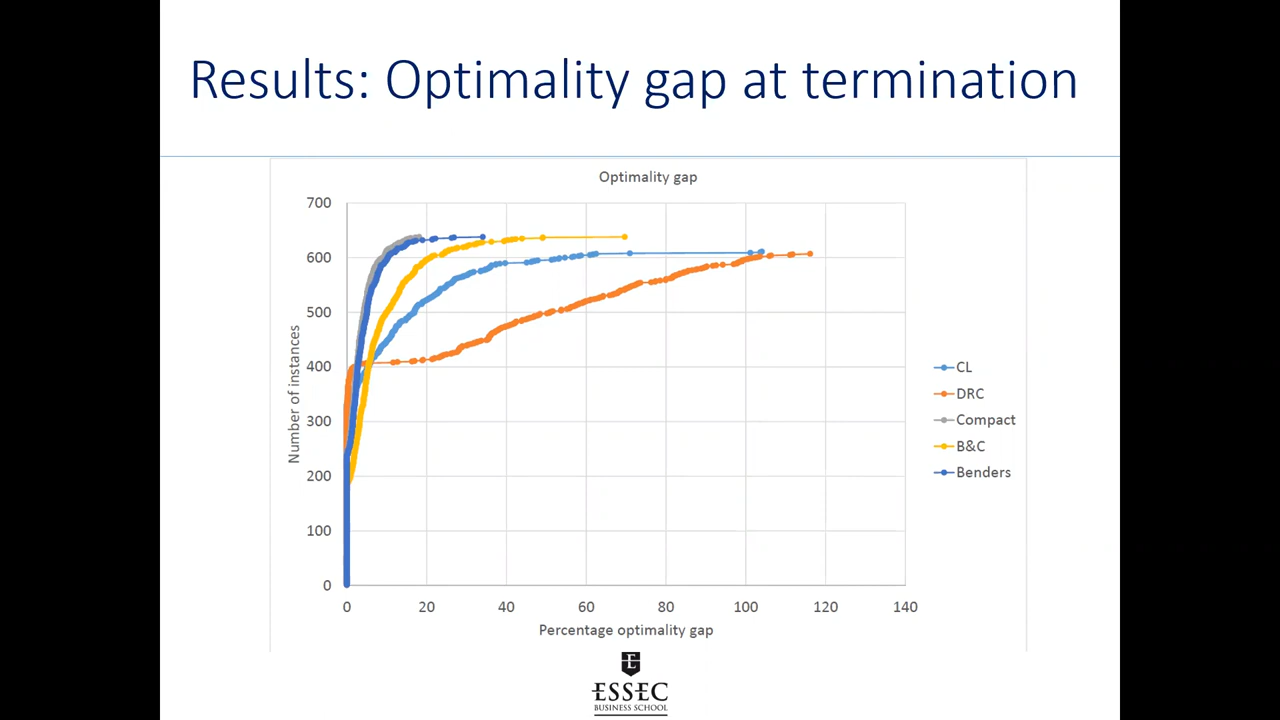 Results: Optimality gap at termination
Optimality gap
700
600
500
400
300
200
100
0
Number of instances
0 20 40 60 80 100 120 140
Percentage optimality gap
CL
DRC
Compact
B&C
Benders
E
ESSEC
BUSINESS SCHOOL